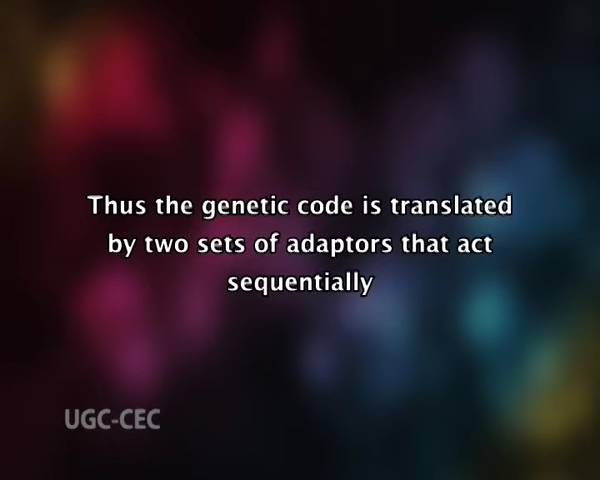 Thus the genetic code is translated
by two sets of adaptors that act
sequentially
UGC-CEC